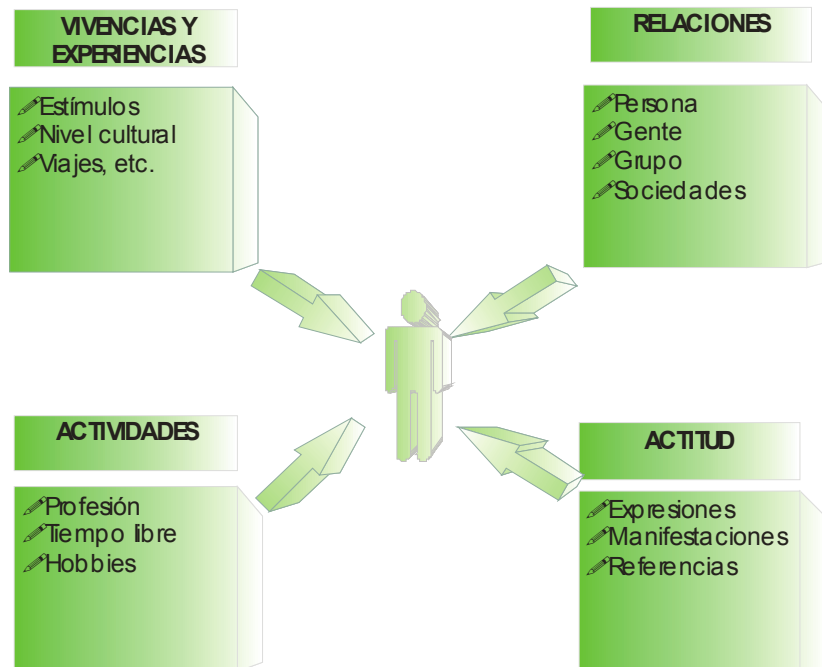 VIVENCIAS Y
EXPERIENCIAS
Estímulos
Nivel cultural
Viajes, etc.
RELACIONES
Persona
Gente
Grupo
Sociedades
ACTIVIDADES
Profesión
Tiempo libre
Hobbies
ACTITUD
Expresiones
Manifestaciones
Referencias